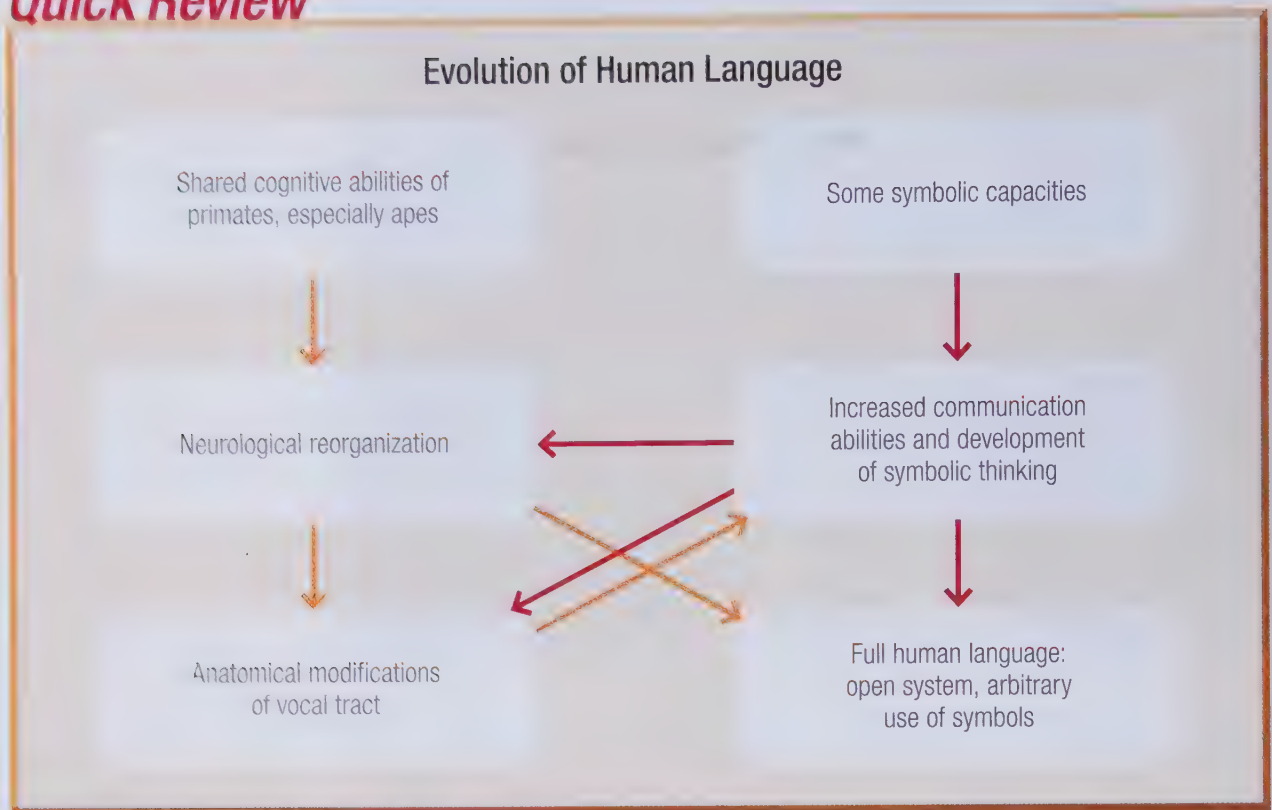 Quick Review
Evolution of Human Language
Shared cognitive abilities of
primates, especially apes
Some symbolic capacities
Neurological reorganization
Increased communication
abilities and development
of symbolic thinking
Anatomical modifications
of vocal tract
Full human language:
open system, arbitrary
use of symbols